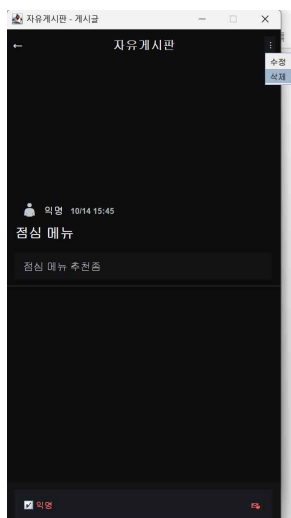 자유게시판 - 게시글
← 자유게시판 ⋮
수정
삭제
익명 10/14 15:45
점심 메뉴
점심 메뉴 추천좀
익명